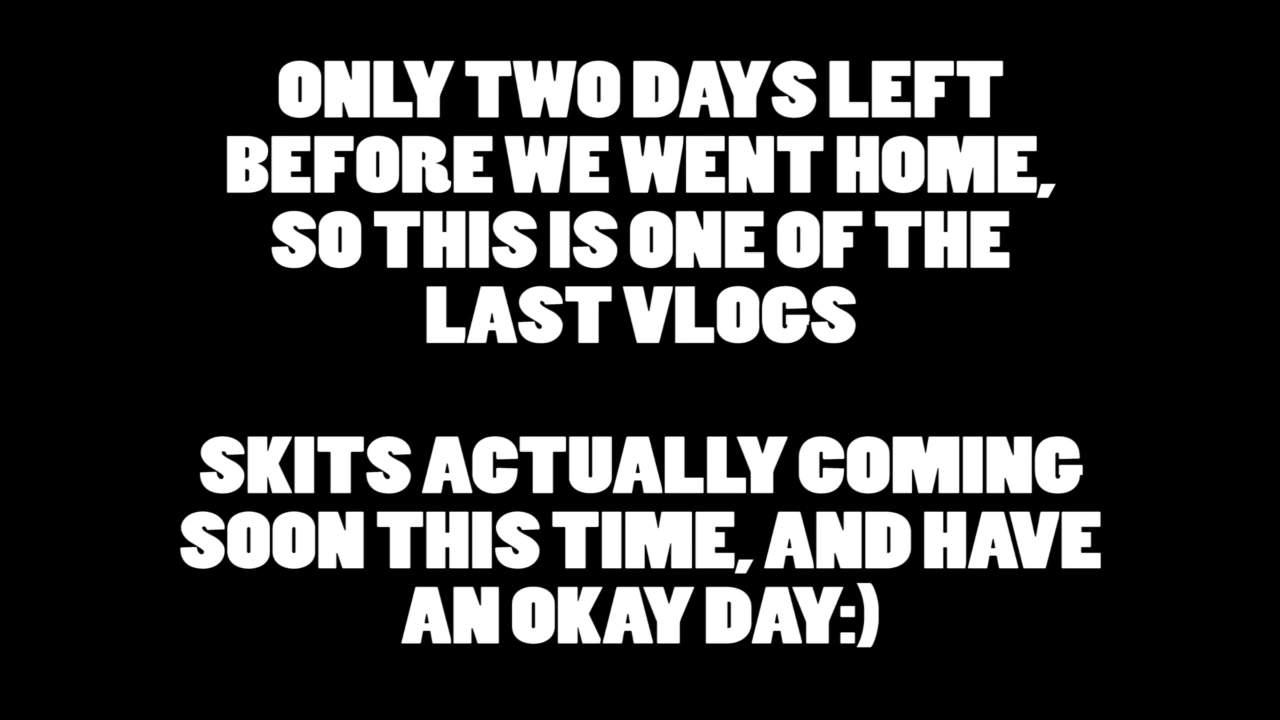 ONLY TWO DAYS LEFT
BEFORE WE WENT HOME,
SO THIS IS ONE OF THE
LAST VLOGS
SKITS ACTUALLY COMING
SOON THIS TIME, AND HAVE
AN OKAY DAY:)